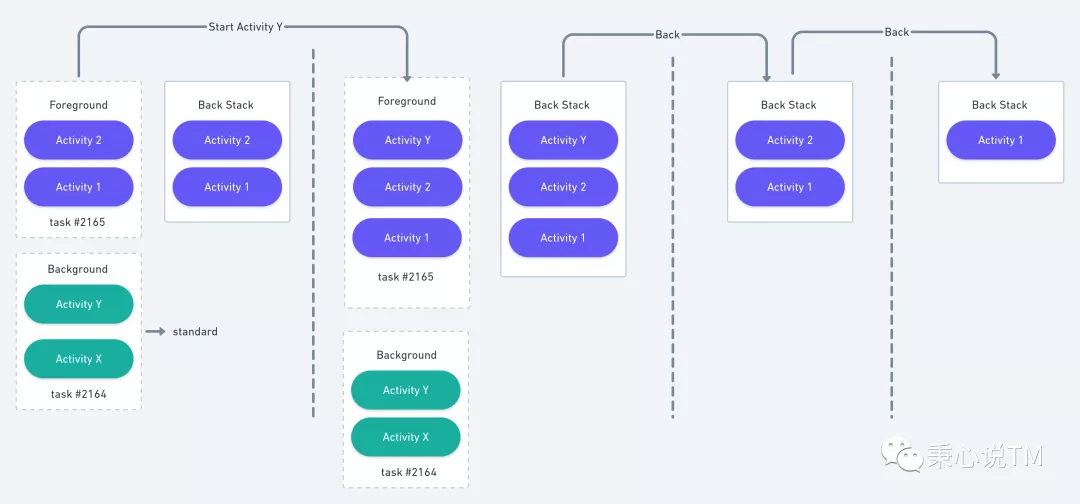 Start Activity Y
Back
Back
Foreground
Activity 2
Activity 1
task #2165
Back Stack
Activity 2
Activity 1
Background
Activity Y
Activity X
task #2164
standard
Foreground
Activity Y
Activity 2
Activity 1
task #2165
Background
Activity Y
Activity X
task #2164
Back Stack
Activity Y
Activity 2
Activity 1
Back Stack
Activity 2
Activity 1
Back Stack
Activity 1
秉心说TM